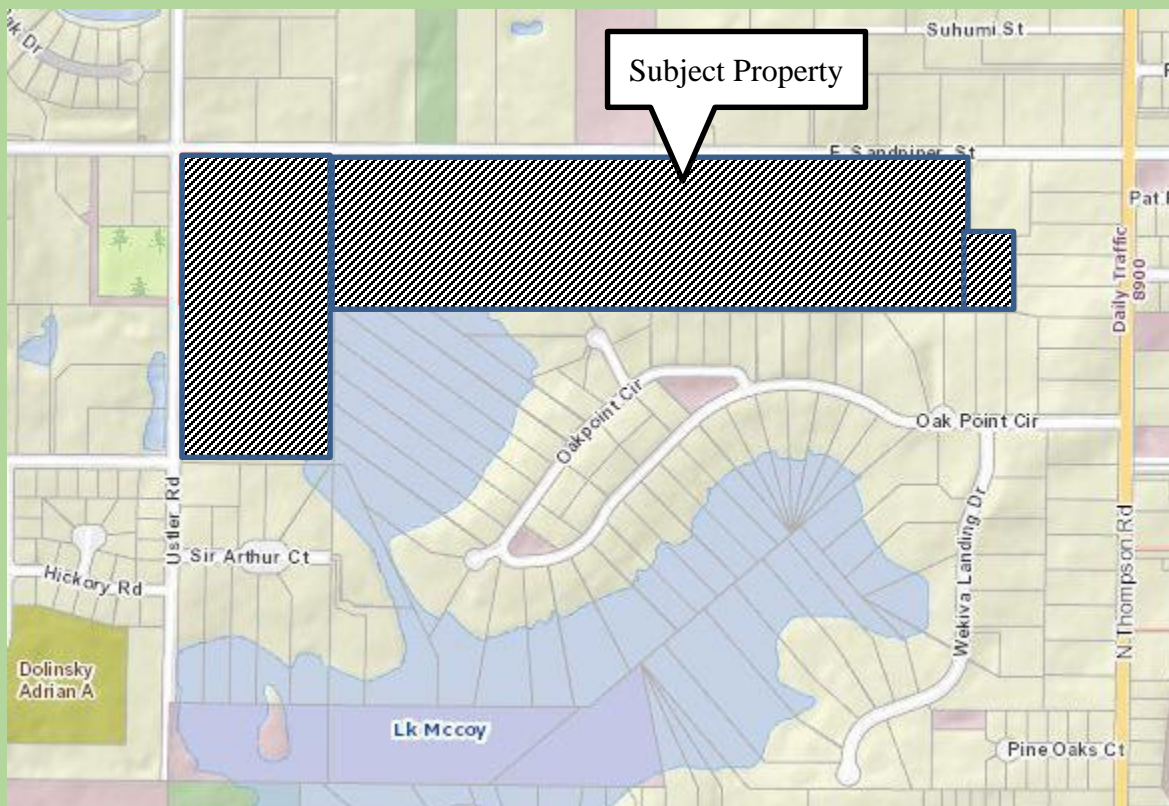 Suhumi St
Subject Property
E Sandpiper St
Daily Traffic
8900
Oakpoint Cir
Oak Point Cir
Ustler Rd
Sir Arthur Ct
Hickory Rd
Wekiva Landing Dr
N Thompson Rd
Dolinsky
Adrian A
Lk Mccoy
Pine Oaks Ct